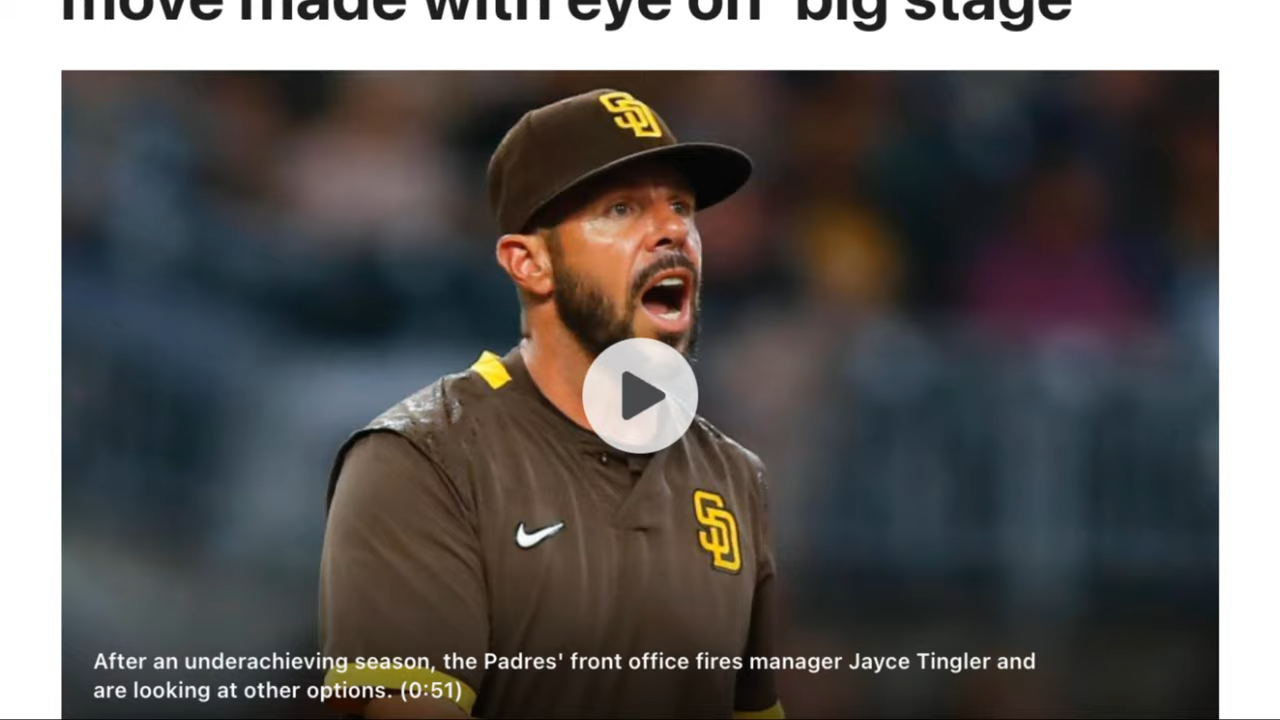 move made with eye on 'big stage'
SD
SD
After an underachieving season, the Padres' front office fires manager Jayce Tingler and
are looking at other options. (0:51)